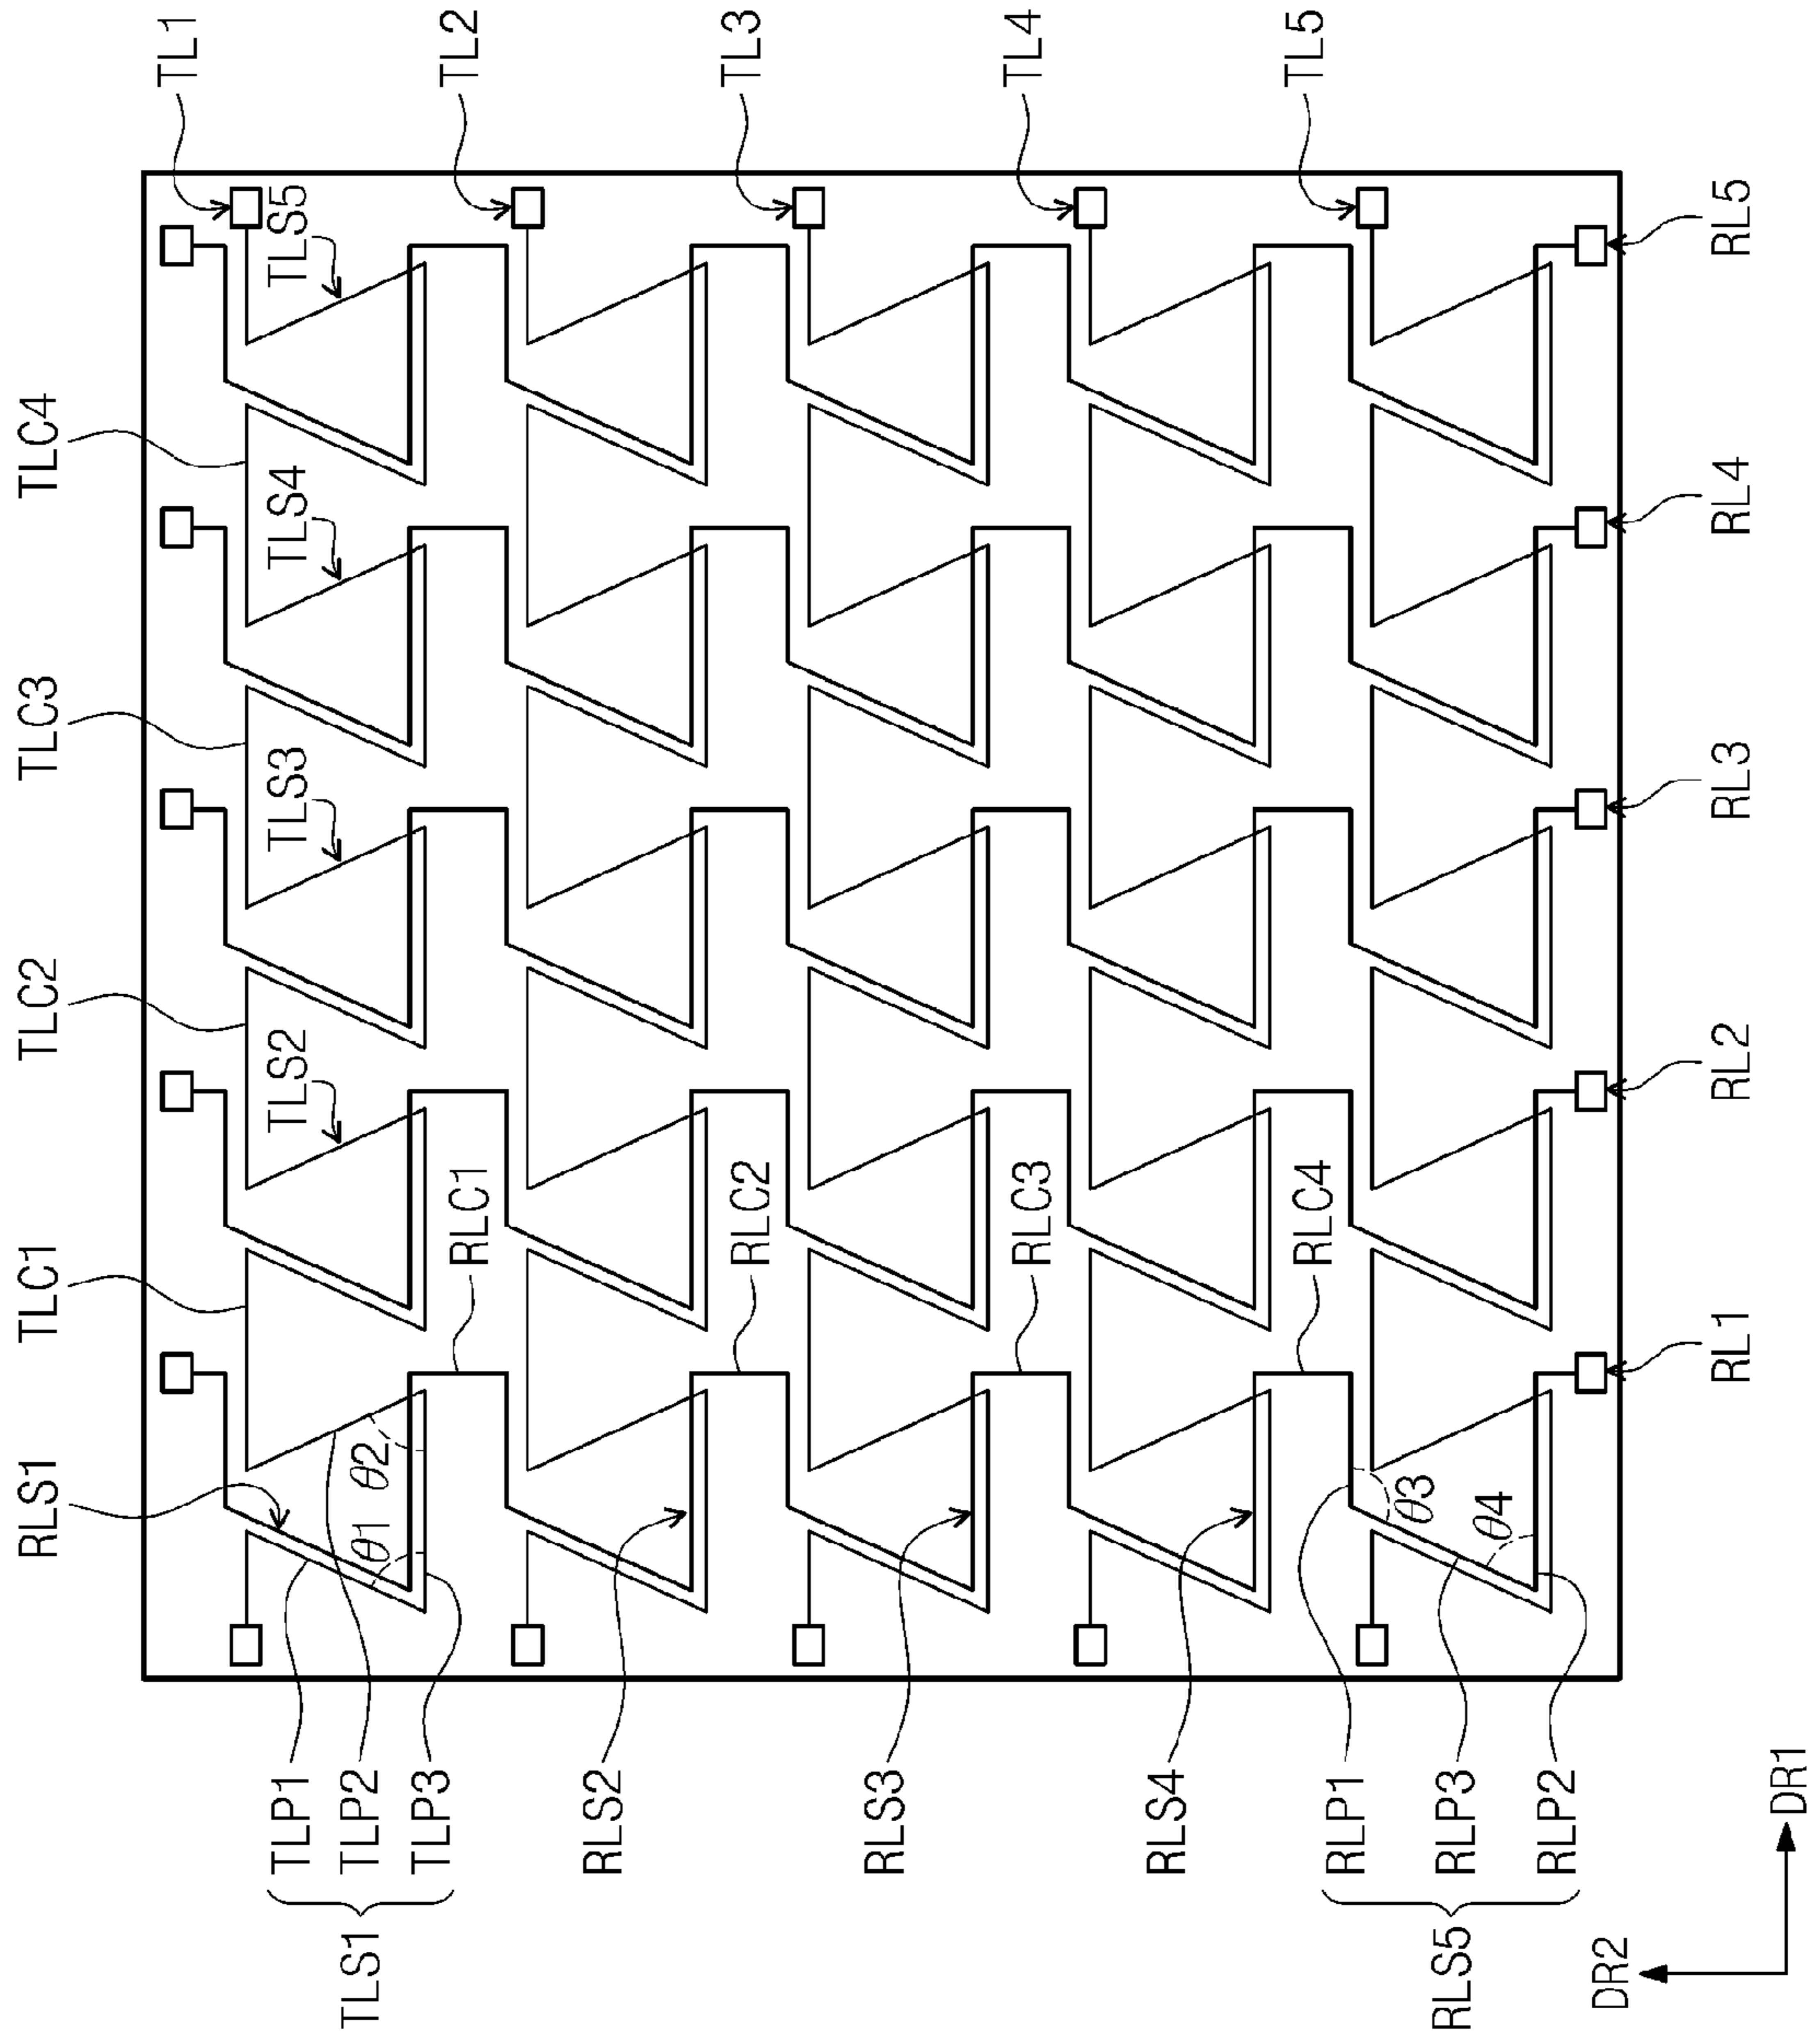 TL1
TL2
TL3
TL4
TL5
TLC4
TLC3
TLC2
TLC1
RLS1
TLS5
TLS4
TLS3
TLS2
θ1
θ2
RLC1
RLC2
RLC3
RLC4
θ3
θ4
RL5
RL4
RL3
RL2
RL1
TLP1
TLP2
TLP3
TLS1
RLS2
RLS3
RLS4
RLP1
RLP3
RLP2
RLS5
DR2
DR1